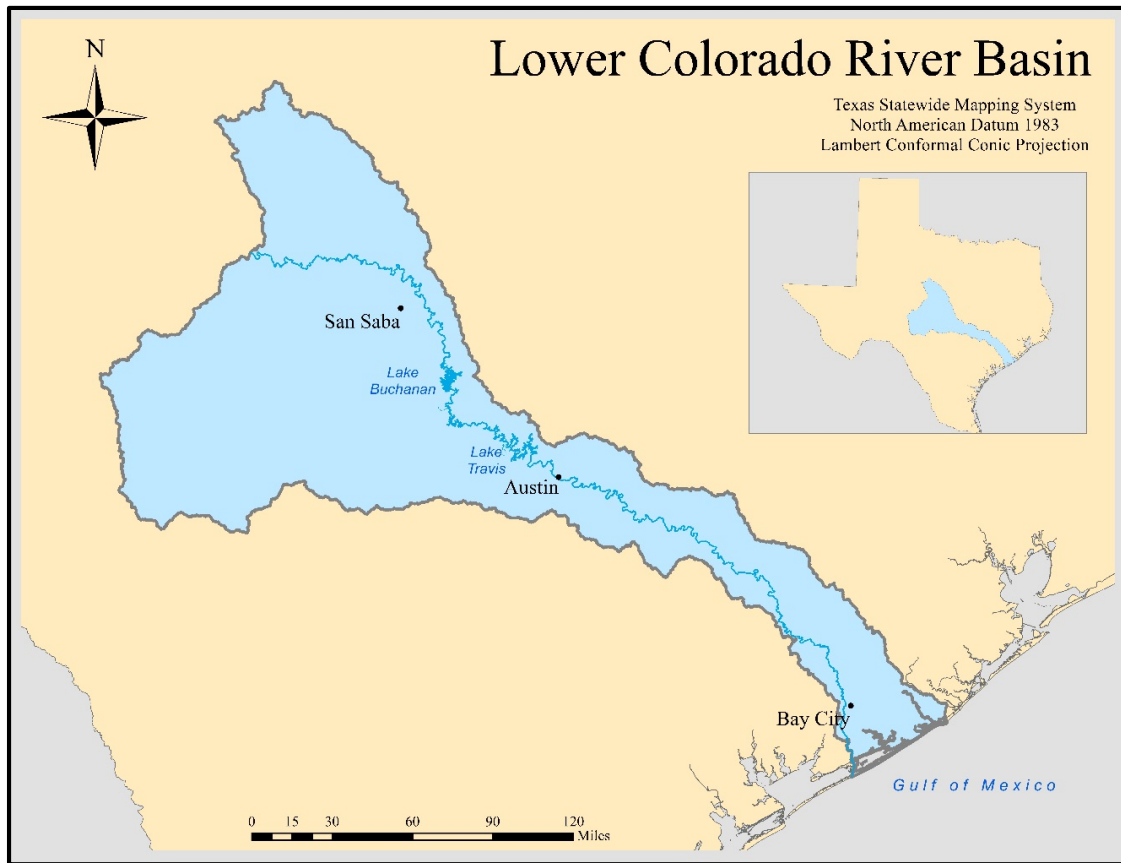 N
Lower Colorado River Basin
Texas Statewide Mapping System
North American Datum 1983
Lambert Conformal Conic Projection
San Saba
Lake
Buchanan
Lake
Travis
Austin
Bay City
Gulf of Mexico
0 15 30 60 90 120
Miles